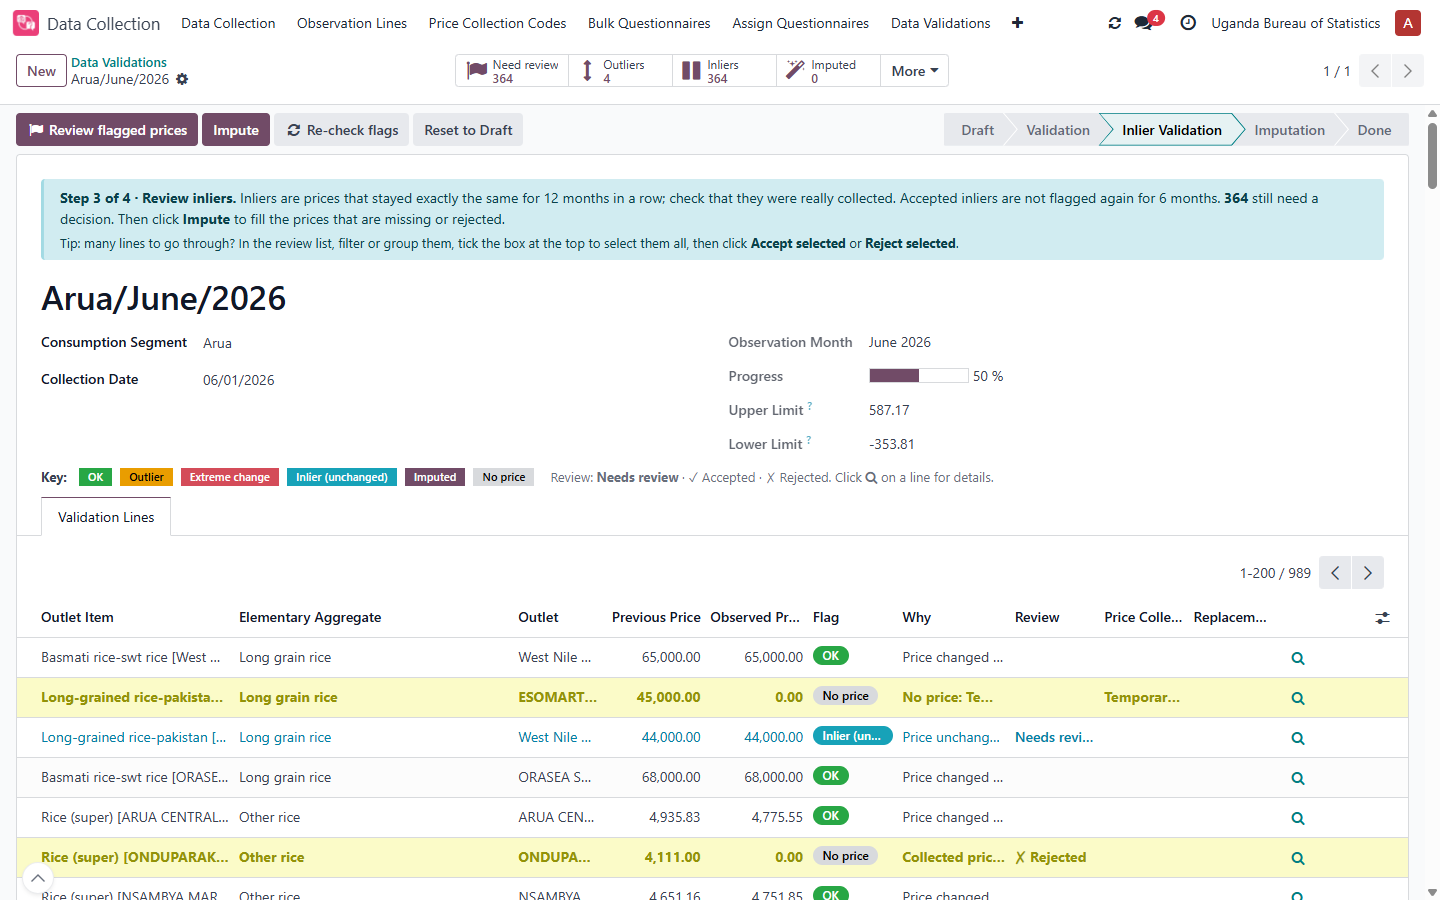 Data Collection
Data Collection Observation Lines Price Collection Codes Bulk Questionnaires Assign Questionnaires Data Validations
4 Uganda Bureau of Statistics A
New
Data Validations
Arua/June/2026
Need review 364
Outliers 4
Inliers 364
Imputed 0
More
1 / 1
Review flagged prices Impute Re-check flags Reset to Draft
Draft Validation Inlier Validation Imputation Done
Step 3 of 4 · Review inliers. Inliers are prices that stayed exactly the same for 12 months in a row; check that they were really collected. Accepted inliers are not flagged again for 6 months. 364 still need a
decision. Then click Impute to fill the prices that are missing or rejected.
Tip: many lines to go through? In the review list, filter or group them, tick the box at the top to select them all, then click Accept selected or Reject selected.
Arua/June/2026
Consumption Segment Arua
Collection Date 06/01/2026
Observation Month June 2026
Progress 50 %
Upper Limit ? 587.17
Lower Limit ? -353.81
Key: OK Outlier Extreme change Inlier (unchanged) Imputed No price Review: Needs review · ✓ Accepted · ✗ Rejected. Click on a line for details.
Validation Lines
1-200 / 989
Outlet Item Elementary Aggregate Outlet Previous Price Observed Pr... Flag Why Review Price Colle... Replacem...
Basmati rice-swt rice [West ... Long grain rice West Nile ... 65,000.00 65,000.00 OK Price changed ...
Long-grained rice-pakista... Long grain rice ESOMART... 45,000.00 0.00 No price No price: Te... Temporar...
Long-grained rice-pakistan [... Long grain rice West Nile ... 44,000.00 44,000.00 Inlier (un... Price unchang... Needs revi...
Basmati rice-swt rice [ORASE... Long grain rice ORASEA S... 68,000.00 68,000.00 OK Price changed ...
Rice (super) [ARUA CENTRAL... Other rice ARUA CEN... 4,935.83 4,775.55 OK Price changed ...
Rice (super) [ONDUPARAK... Other rice ONDUPA... 4,111.00 0.00 No price Collected pric... ✗ Rejected
Rice (super) [NSAMBYA MAR... Other rice NSAMBYA ... 4,651.16 4,751.85 OK Price changed ...